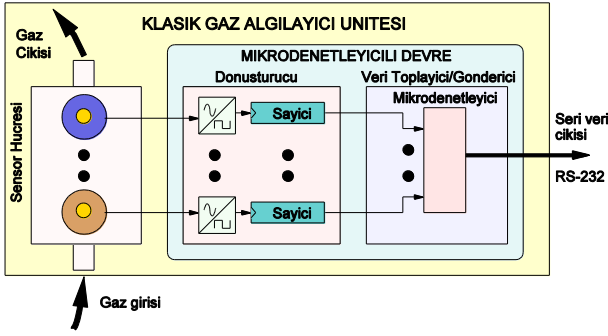 KLASIK GAZ ALGILAYICI UNITESI
Gaz
Cikisi
MIKRODENETLEYICILI DEVRE
Donusturucu
Veri Toplayici/Gonderici
Mikrodenetleyici
Sensor Hucresi
Sayici
Sayici
Seri veri
cikisi
RS-232
Gaz girisi